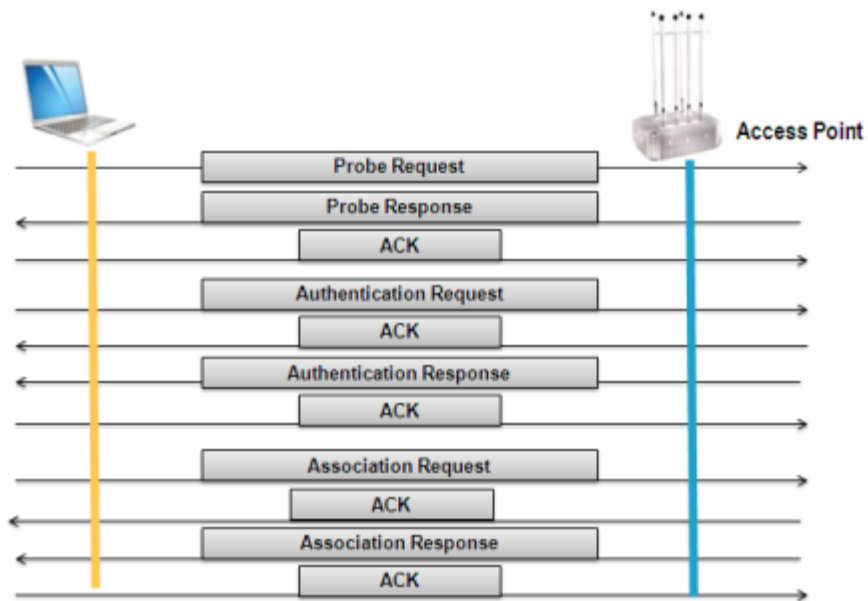 Access Point
Probe Request
Probe Response
ACK
Authentication Request
ACK
Authentication Response
ACK
Association Request
ACK
Association Response
ACK